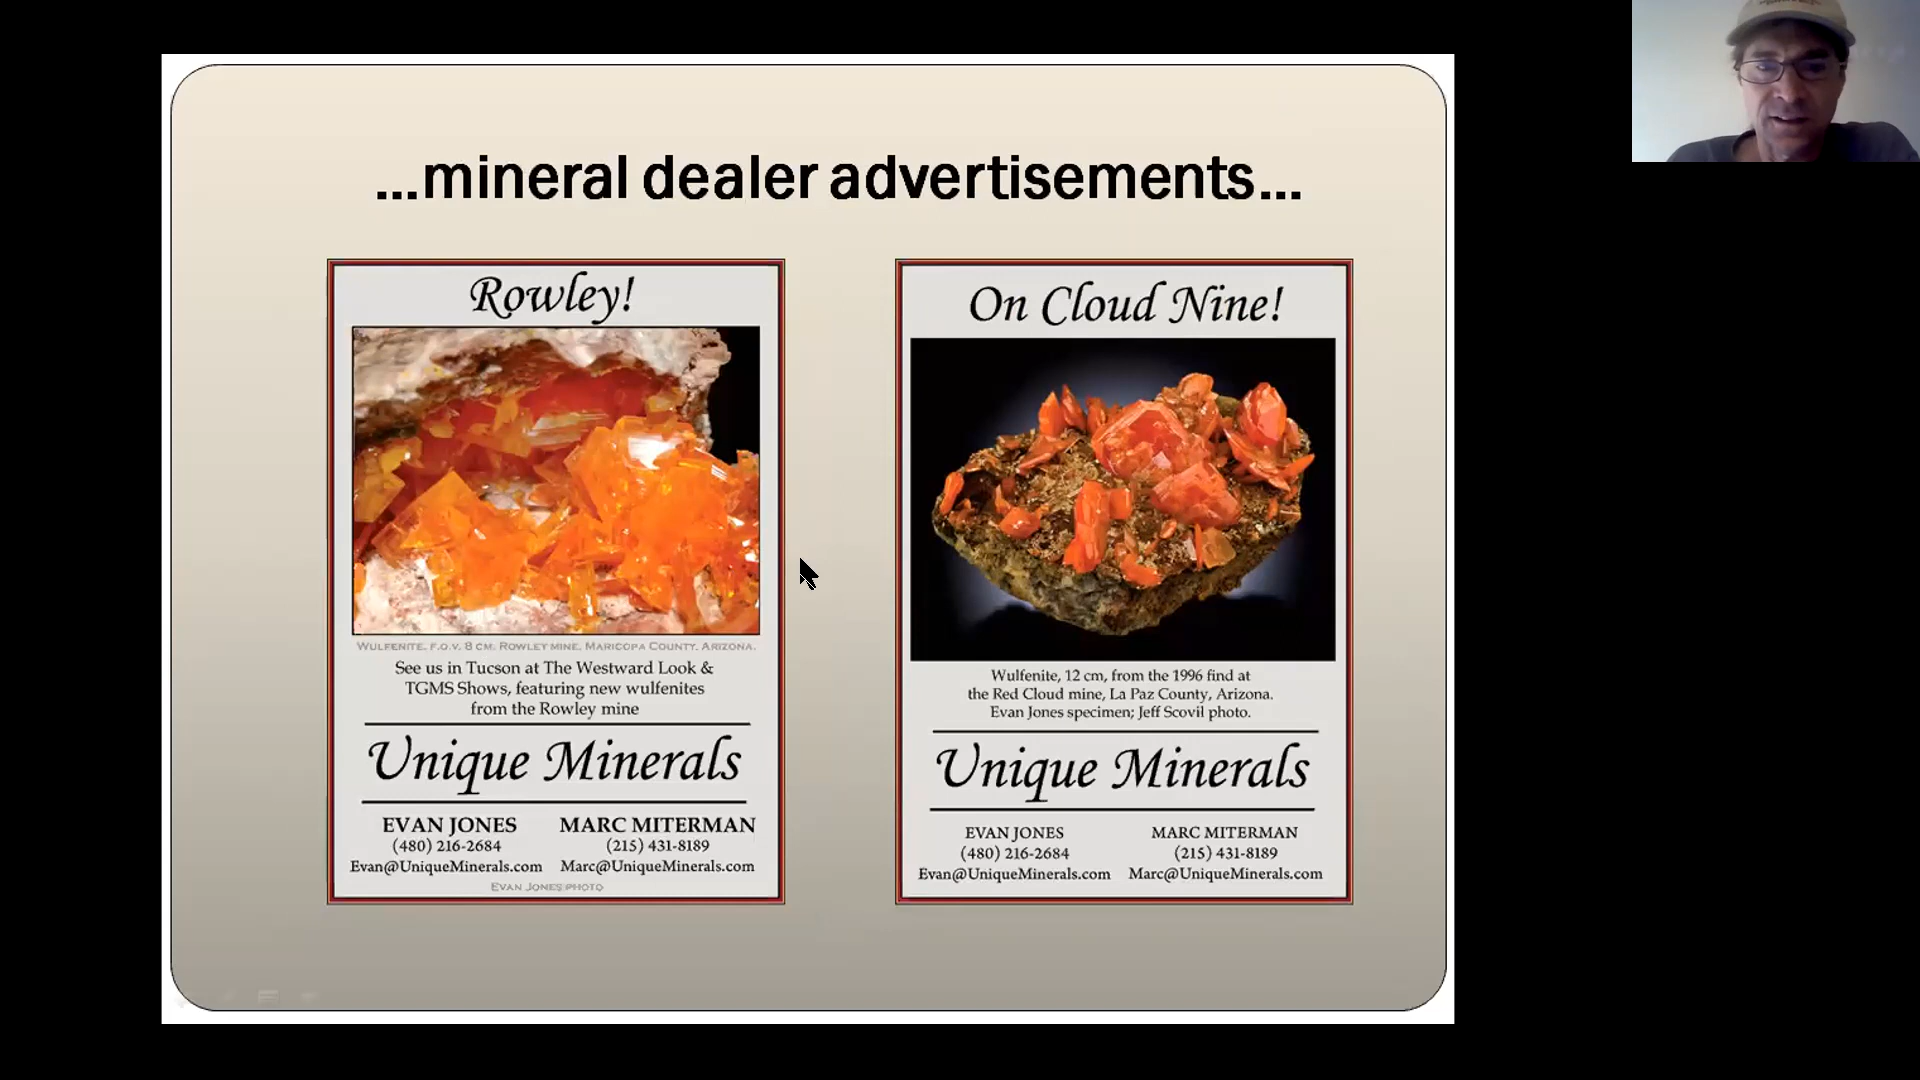 ...mineral dealer advertisements...
Rowley!
WULFENITE. F.O.V. 8 CM. ROWLEY MINE. MARICOPA COUNTY. ARIZONA.
See us in Tucson at The Westward Look &
TGMS Shows, featuring new wulfenites
from the Rowley mine
Unique Minerals
EVAN JONES
(480) 216-2684
Evan@UniqueMinerals.com
MARC MITERMAN
(215) 431-8189
Marc@UniqueMinerals.com
EVAN JONES PHOTO
On Cloud Nine!
Wulfenite, 12 cm, from the 1996 find at
the Red Cloud mine, La Paz County, Arizona.
Evan Jones specimen; Jeff Scovil photo.
Unique Minerals
EVAN JONES
(480) 216-2684
Evan@UniqueMinerals.com
MARC MITERMAN
(215) 431-8189
Marc@UniqueMinerals.com